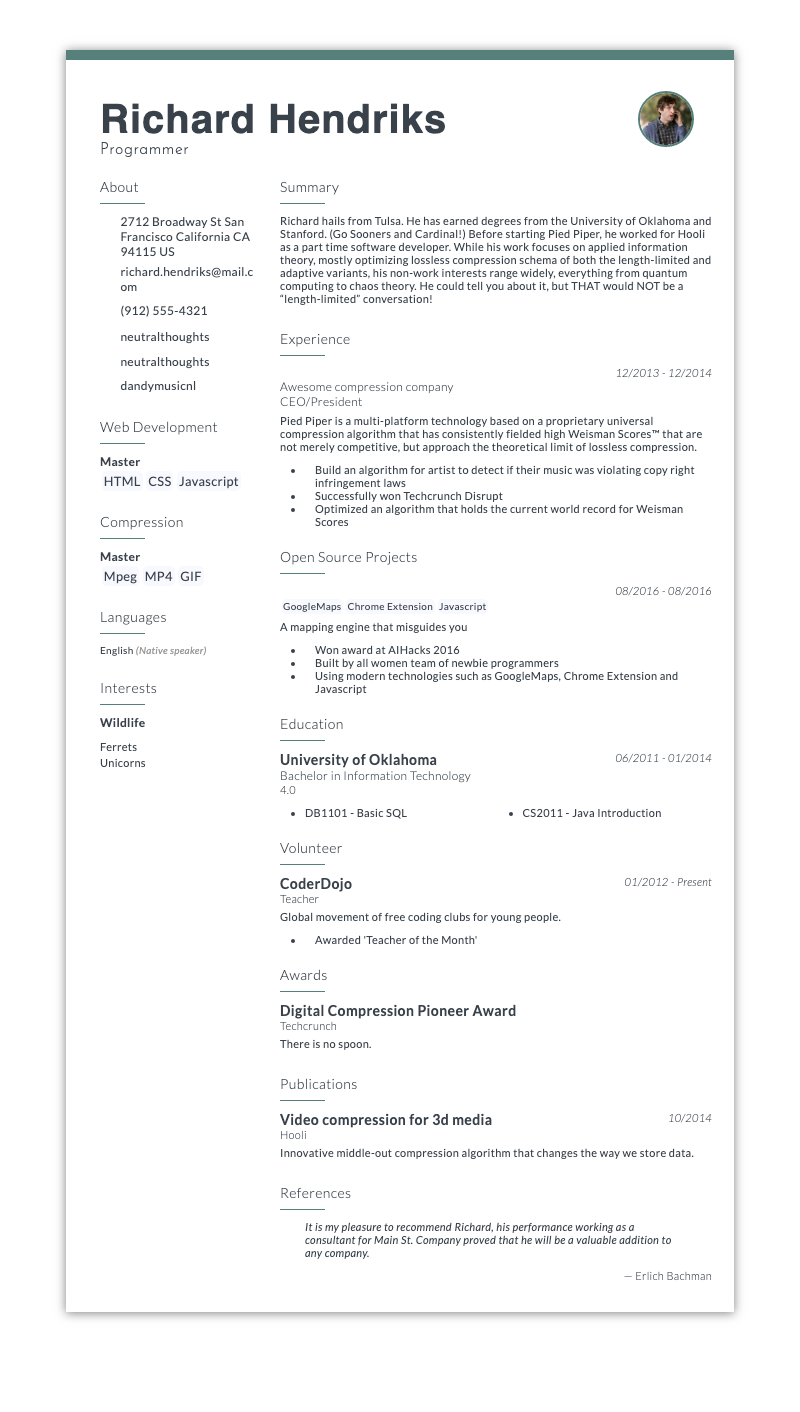 Richard Hendriks
Programmer
About
2712 Broadway St San
Francisco California CA
94115 US
richard.hendriks@mail.c
om
(912) 555-4321
neutralthoughts
neutralthoughts
dandymusicnl
Web Development
Master
HTML CSS Javascript
Compression
Master
Mpeg MP4 GIF
Languages
English (Native speaker)
Interests
Wildlife
Ferrets
Unicorns
Summary
Richard hails from Tulsa. He has earned degrees from the University of Oklahoma and
Stanford. (Go Sooners and Cardinal!) Before starting Pied Piper, he worked for Hooli
as a part time software developer. While his work focuses on applied information
theory, mostly optimizing lossless compression schema of both the length-limited and
adaptive variants, his non-work interests range widely, everything from quantum
computing to chaos theory. He could tell you about it, but THAT would NOT be a
“length-limited” conversation!
Experience
12/2013 - 12/2014
Awesome compression company
CEO/President
Pied Piper is a multi-platform technology based on a proprietary universal
compression algorithm that has consistently fielded high Weisman Scores™ that are
not merely competitive, but approach the theoretical limit of lossless compression.
• Build an algorithm for artist to detect if their music was violating copy right
infringement laws
• Successfully won Techcrunch Disrupt
• Optimized an algorithm that holds the current world record for Weisman
Scores
Open Source Projects
08/2016 - 08/2016
GoogleMaps Chrome Extension Javascript
A mapping engine that misguides you
• Won award at AIHacks 2016
• Built by all women team of newbie programmers
• Using modern technologies such as GoogleMaps, Chrome Extension and
Javascript
Education
University of Oklahoma 06/2011 - 01/2014
Bachelor in Information Technology
4.0
• DB1101 - Basic SQL • CS2011 - Java Introduction
Volunteer
CoderDojo 01/2012 - Present
Teacher
Global movement of free coding clubs for young people.
• Awarded 'Teacher of the Month'
Awards
Digital Compression Pioneer Award
Techcrunch
There is no spoon.
Publications
Video compression for 3d media 10/2014
Hooli
Innovative middle-out compression algorithm that changes the way we store data.
References
It is my pleasure to recommend Richard, his performance working as a
consultant for Main St. Company proved that he will be a valuable addition to
any company.
— Erlich Bachman